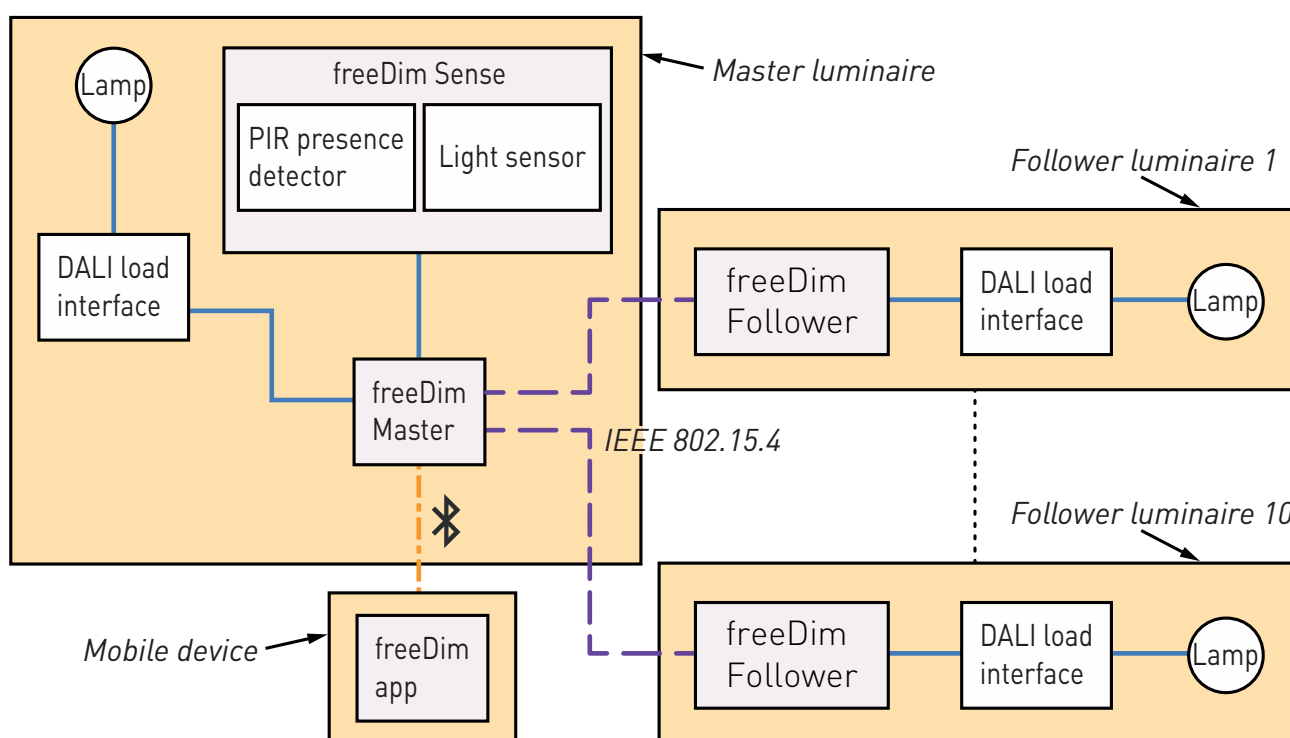 Lamp
freeDim Sense
PIR presence
detector
Light sensor
Master luminaire
DALI load
interface
freeDim
Master
IEEE 802.15.4
Follower luminaire 1
freeDim
Follower
DALI load
interface
Lamp
Follower luminaire 10
freeDim
Follower
DALI load
interface
Lamp
Mobile device
freeDim
app